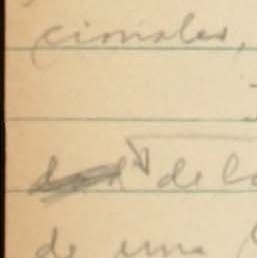 cionales,
de la
de una